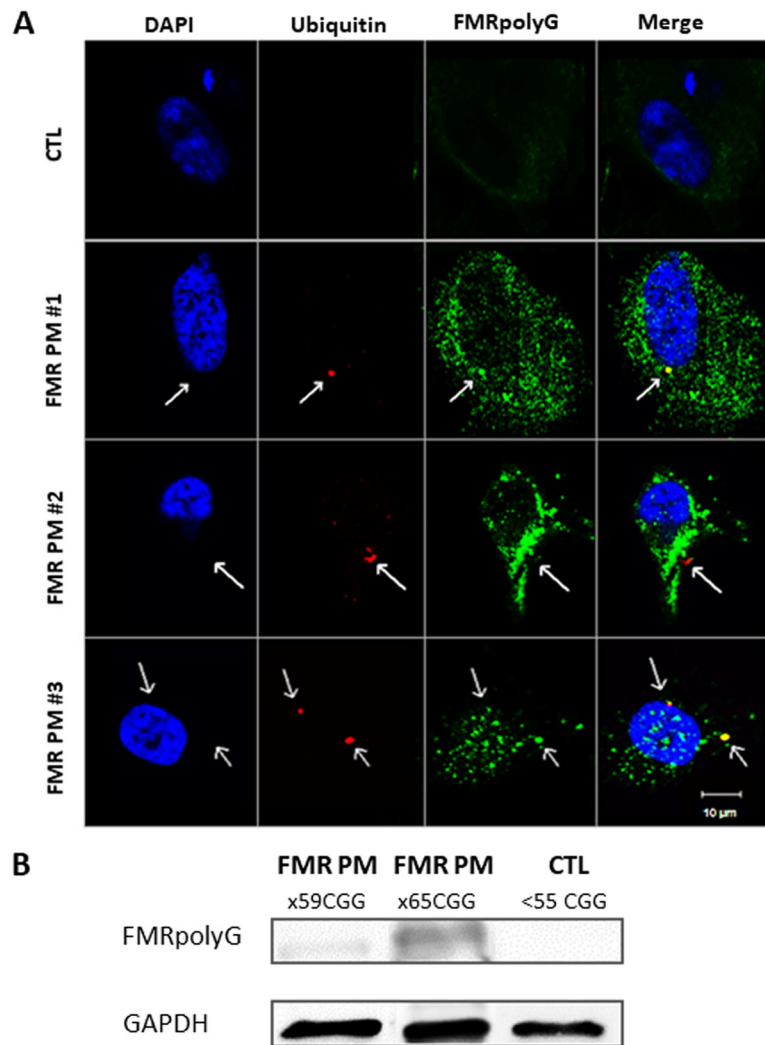 A
DAPI Ubiquitin FMRpolyG Merge
CTL
FMR PM #1
FMR PM #2
FMR PM #3
10 µm
B
FMR PM FMR PM CTL
x59CGG x65CGG <55 CGG
FMRpolyG
GAPDH